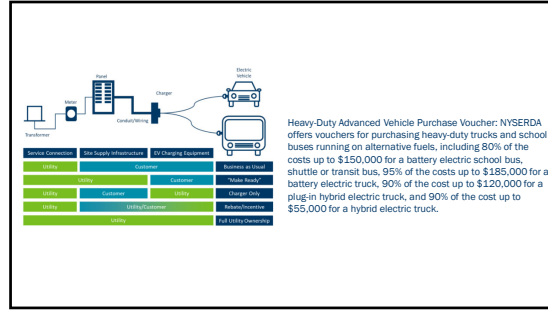 Electric
Vehicle
Panel
Charger
Meter
Conduit/Wiring
Transformer
Service Connection Site Supply Infrastructure EV Charging Equipment
Utility Customer Business as Usual
Utility Customer "Make Ready"
Utility Customer Utility Charger Only
Utility Utility/Customer Rebate/Incentive
Utility Full Utility Ownership
Heavy-Duty Advanced Vehicle Purchase Voucher: NYSERDA
offers vouchers for purchasing heavy-duty trucks and school
buses running on alternative fuels, including 80% of the
costs up to $150,000 for a battery electric school bus,
shuttle or transit bus, 95% of the costs up to $185,000 for a
battery electric truck, 90% of the cost up to $120,000 for a
plug-in hybrid electric truck, and 90% of the cost up to
$55,000 for a hybrid electric truck.